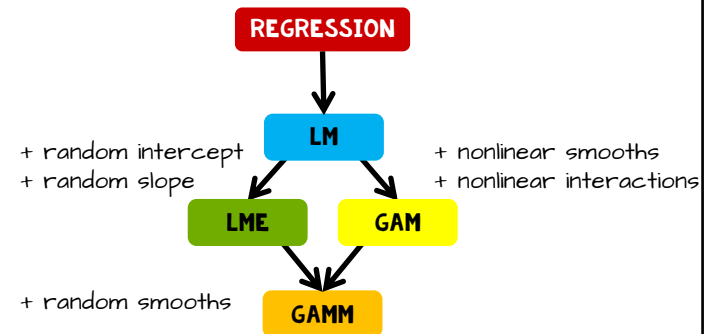 REGRESSION
LM
+ random intercept
+ random slope
+ nonlinear smooths
+ nonlinear interactions
LME
GAM
+ random smooths
GAMM